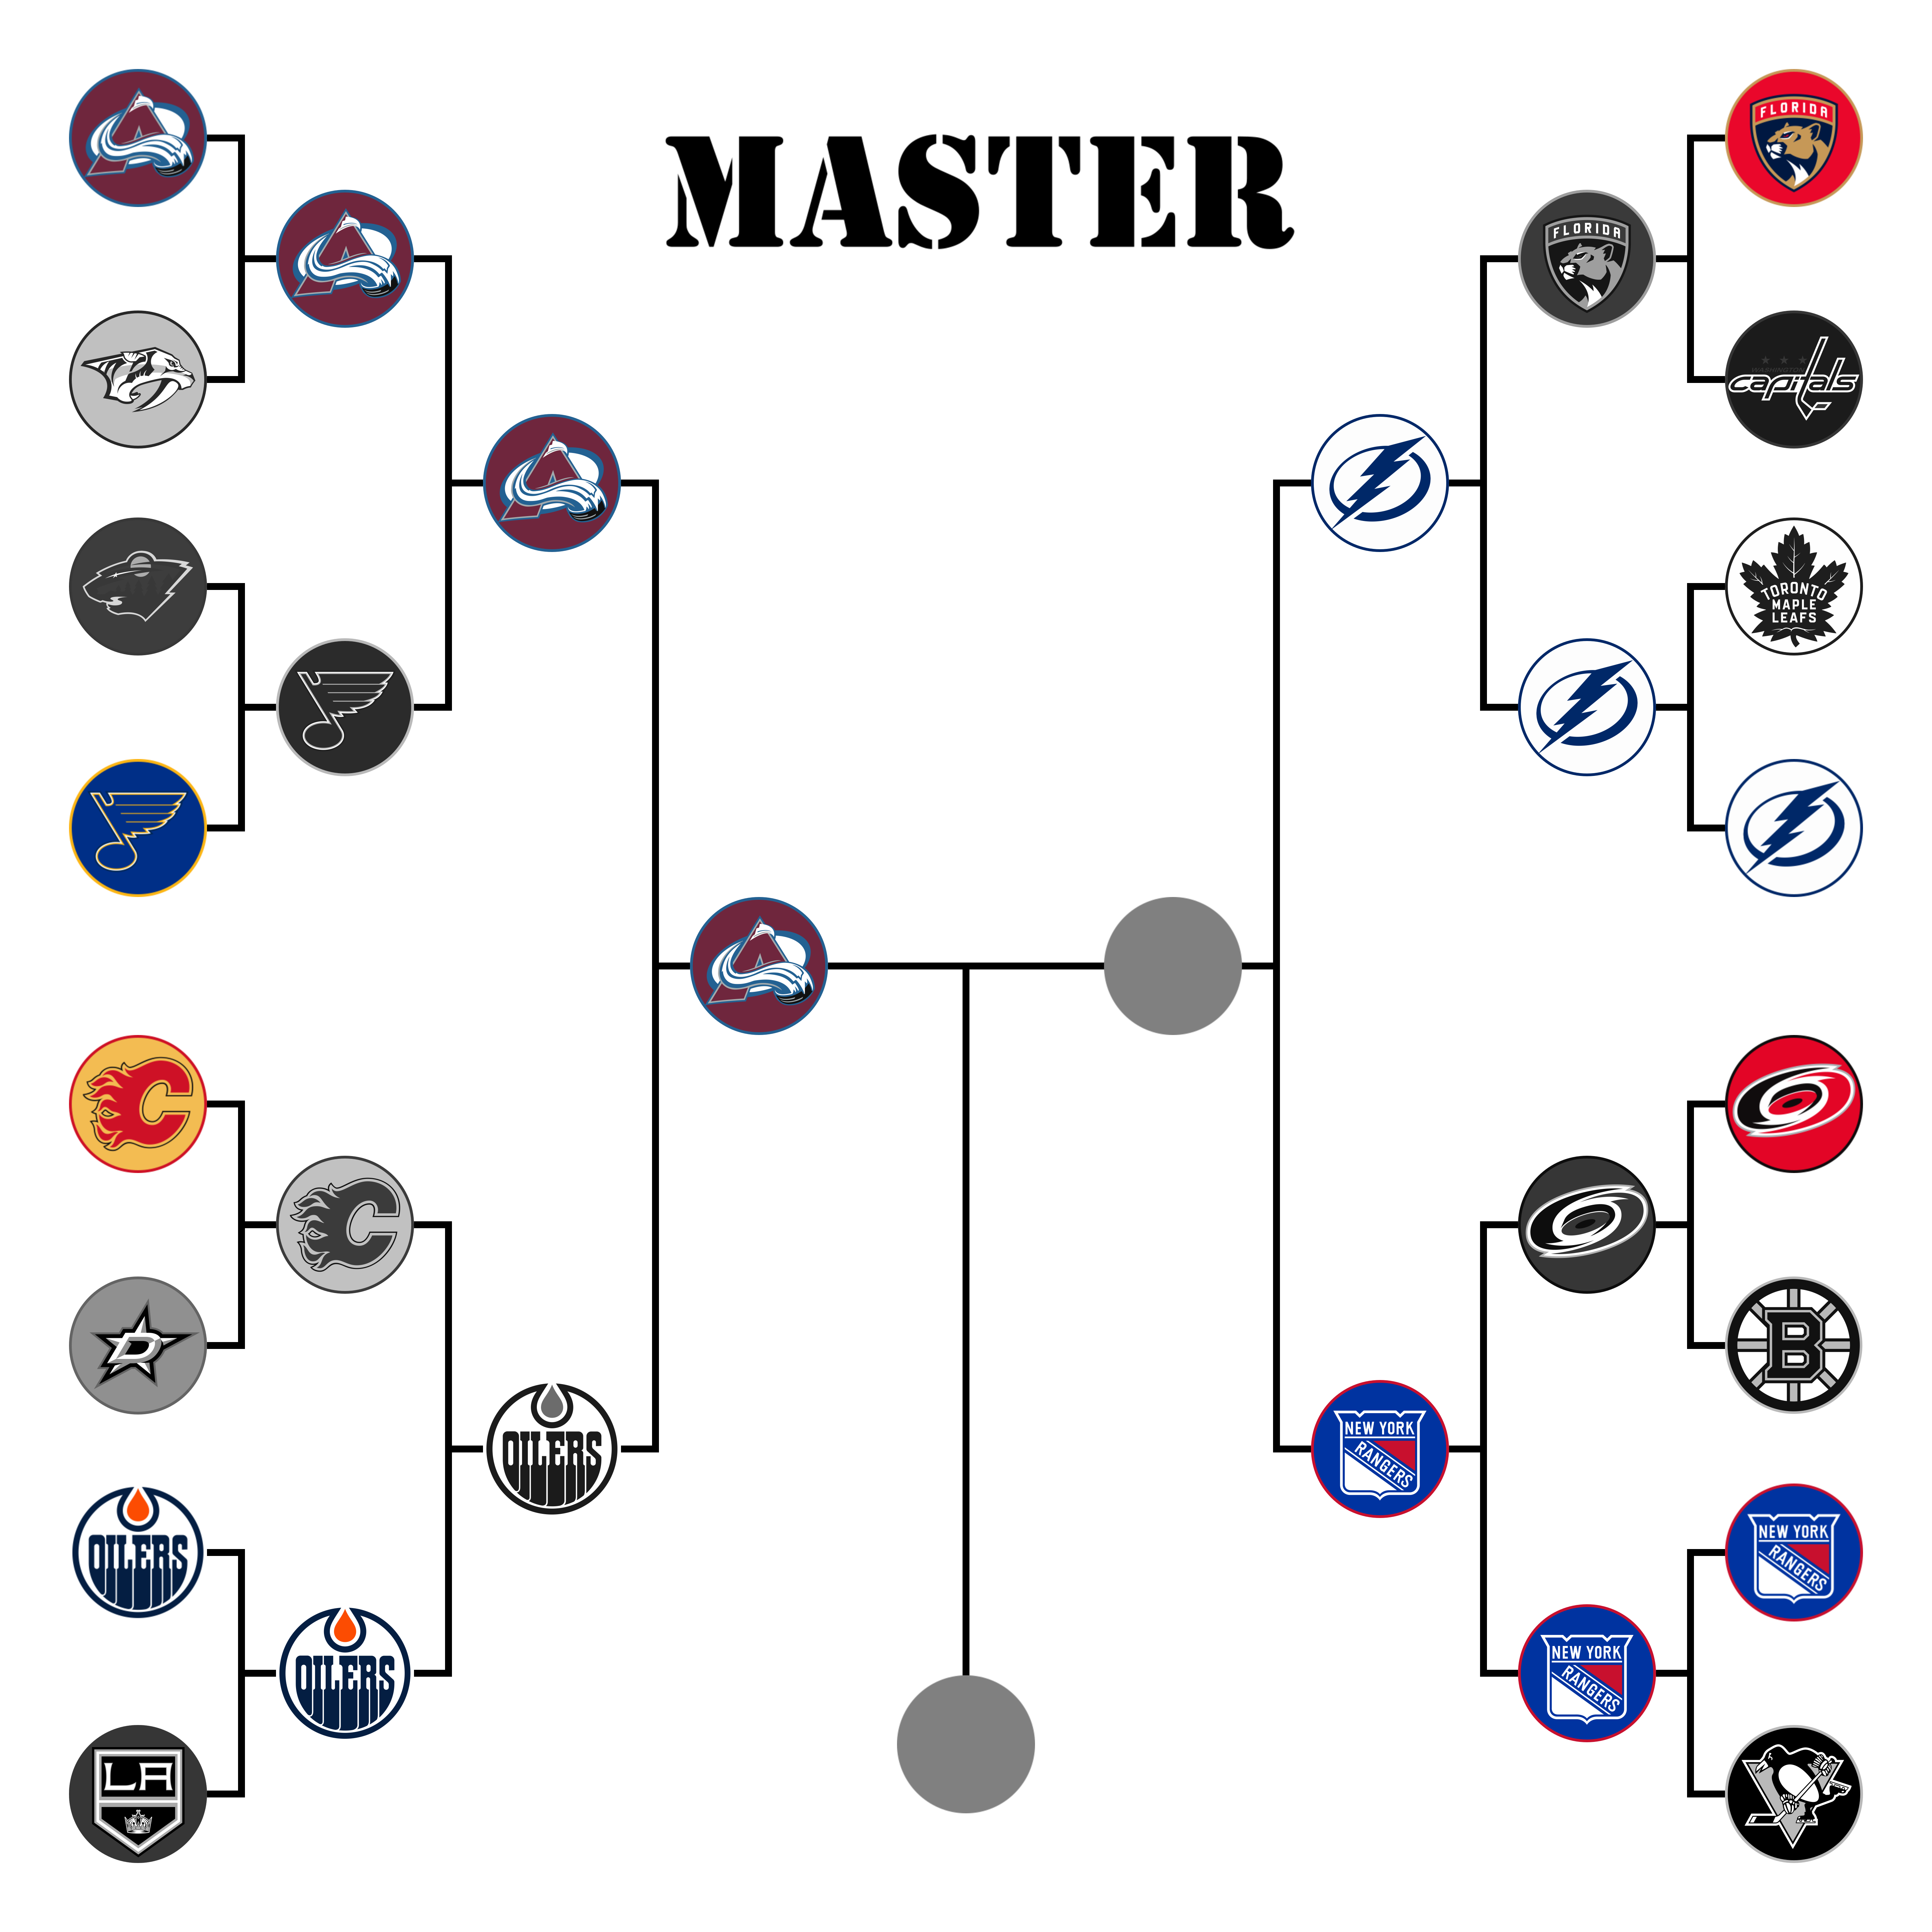 MASTER
FLORIDA
FLORIDA
WASHINGTON
capitals
TORONTO
MAPLE
LEAFS
C
C
D
B
OILERS
NEW YORK
RANGERS
OILERS
NEW YORK
RANGERS
OILERS
NEW YORK
RANGERS
LA